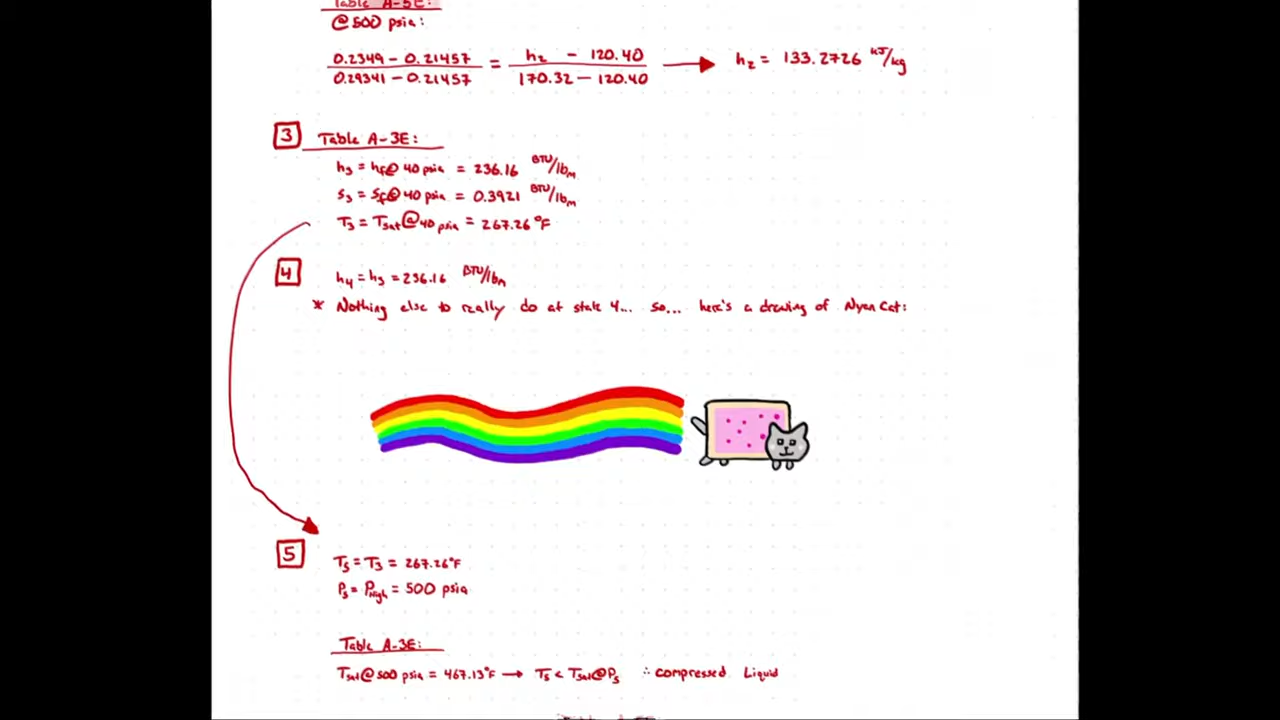 Table A-5E:
@ 500 psia:
0.2349 - 0.21457 / 0.29341 - 0.21457 = h₂ - 120.40 / 170.32 - 120.40 → h₂ = 133.2726 kJ/kg
3 Table A-3E:
h₃ = hf@ 40 psia = 236.16 BTU/lbm
s₃ = sf@ 40 psia = 0.3921 BTU/lbm
T₃ = Tsat@40 psia = 267.26 °F
4 h₄ = h₃ = 236.16 BTU/lbm
* Nothing else to really do at state 4... so... here's a drawing of Nyan Cat:
5 T₅ = T₃ = 267.26°F
P₅ = PHigh = 500 psia
Table A-3E:
Tsat@500 psia = 467.13°F → T₅ < Tsat@P₅ ∴ compressed Liquid